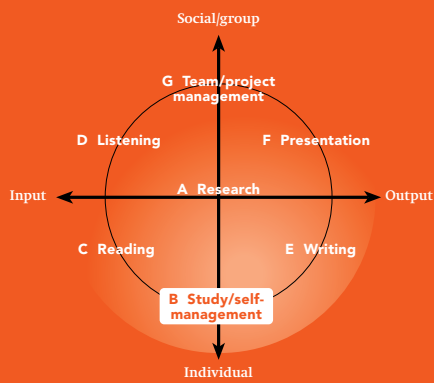 Social/group
G Team/project
management
D Listening
F Presentation
A Research
Input
Output
C Reading
E Writing
B Study/self-
management
Individual